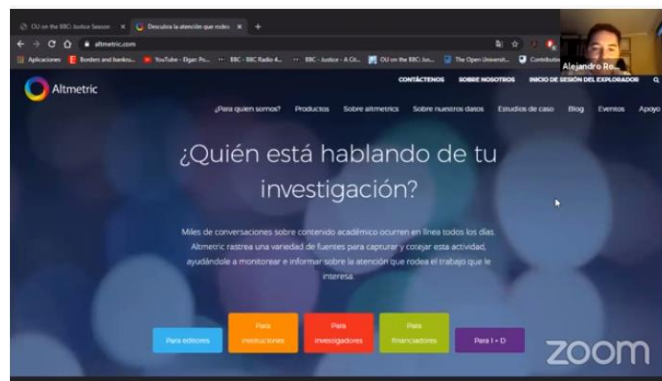 OU on the BBC: Justice Season
Descubra la atención que rodea
altmetric.com
Aplicaciones
Borders and bankru...
YouTube - Elgar: Po...
BBC - BBC Radio 4...
BBC - Justice - A Cit...
OU on the BBC: Jus...
The Open Universit...
Contributio
Alejandro Ro...
Altmetric
CONTÁCTENOS
SOBRE NOSOTROS
INICIO DE SESIÓN DEL EXPLORADOR
¿Para quien somos?
Productos
Sobre altmetrics
Sobre nuestros datos
Estudios de caso
Blog
Eventos
Apoyo
¿Quién está hablando de tu
investigación?
Miles de conversaciones sobre contenido académico ocurren en línea todos los días.
Altmetric rastrea una variedad de fuentes para capturar y cotejar esta actividad,
ayudándole a monitorear e informar sobre la atención que rodea el trabajo que le
interesa.
Para editores
Para
instituciones
Para
investigadores
Para
financiadores
Para I + D
zoom